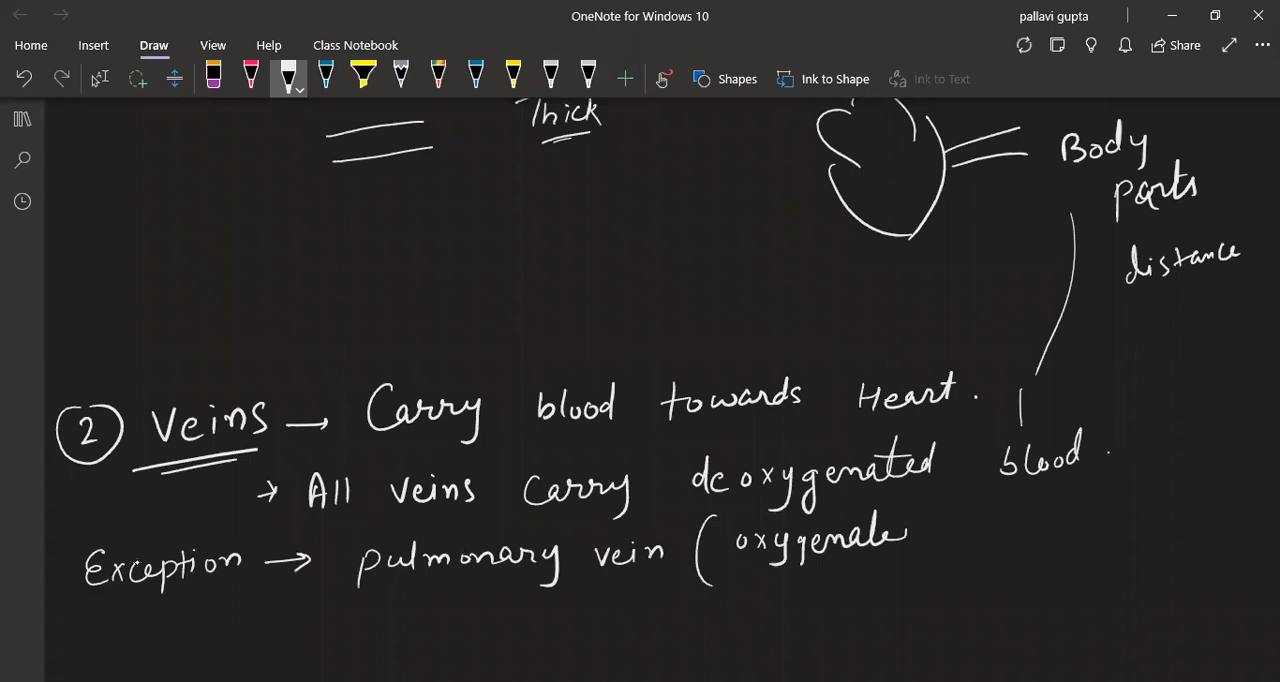 OneNote for Windows 10
pallavi gupta
Home Insert Draw View Help Class Notebook
Share
Shapes Ink to Shape Ink to Text
Thick
Body
parts
distance
2 Veins → Carry blood towards Heart.
→ All veins carry deoxygenated blood.
Exception → pulmonary vein ( oxygenate